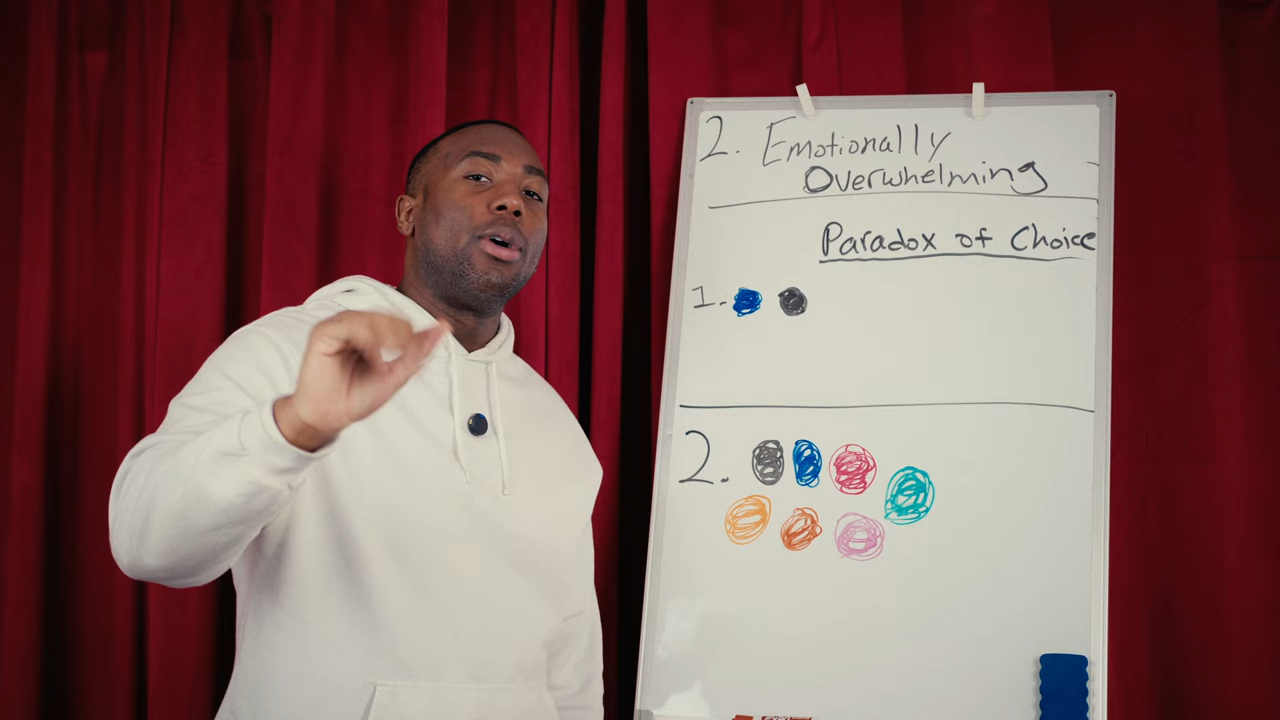 2. Emotionally
Overwhelming
Paradox of Choice
1.
2.